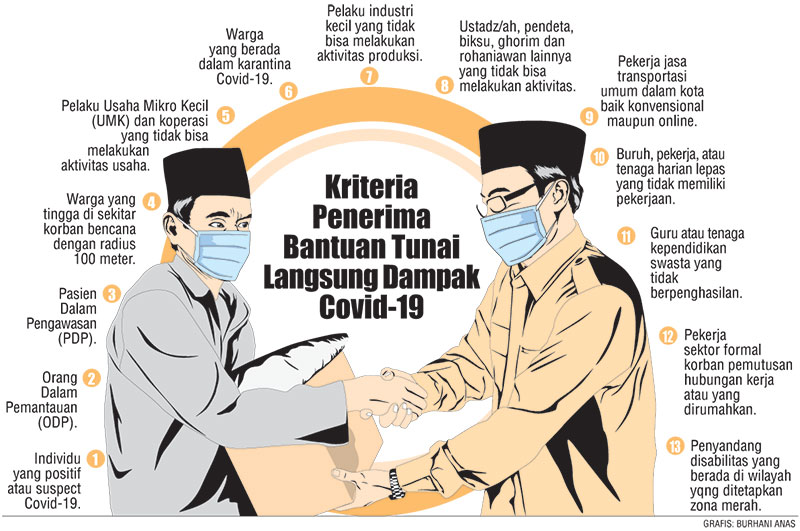 Kriteria
Penerima
Bantuan Tunai
Langsung Dampak
Covid-19
1
Individu
yang positif
atau suspect
Covid-19.
2
Orang
Dalam
Pemantauan
(ODP).
3
Pasien
Dalam
Pengawasan
(PDP).
4
Warga yang
tingga di sekitar
korban bencana
dengan radius
100 meter.
5
Pelaku Usaha Mikro Kecil
(UMK) dan koperasi
yang tidak bisa
melakukan
aktivitas usaha.
6
Warga
yang berada
dalam karantina
Covid-19.
7
Pelaku industri
kecil yang tidak
bisa melakukan
aktivitas produksi.
8
Ustadz/ah, pendeta,
biksu, ghorim dan
rohaniawan lainnya
yang tidak bisa
melakukan aktivitas.
9
Pekerja jasa
transportasi
umum dalam kota
baik konvensional
maupun online.
10
Buruh, pekerja, atau
tenaga harian lepas
yang tidak memiliki
pekerjaan.
11
Guru atau tenaga
kependidikan
swasta yang
tidak
berpenghasilan.
12
Pekerja
sektor formal
korban pemutusan
hubungan kerja
atau yang
dirumahkan.
13
Penyandang
disabilitas yang
berada di wilayah
yqng ditetapkan
zona merah.
GRAFIS: BURHANI ANAS